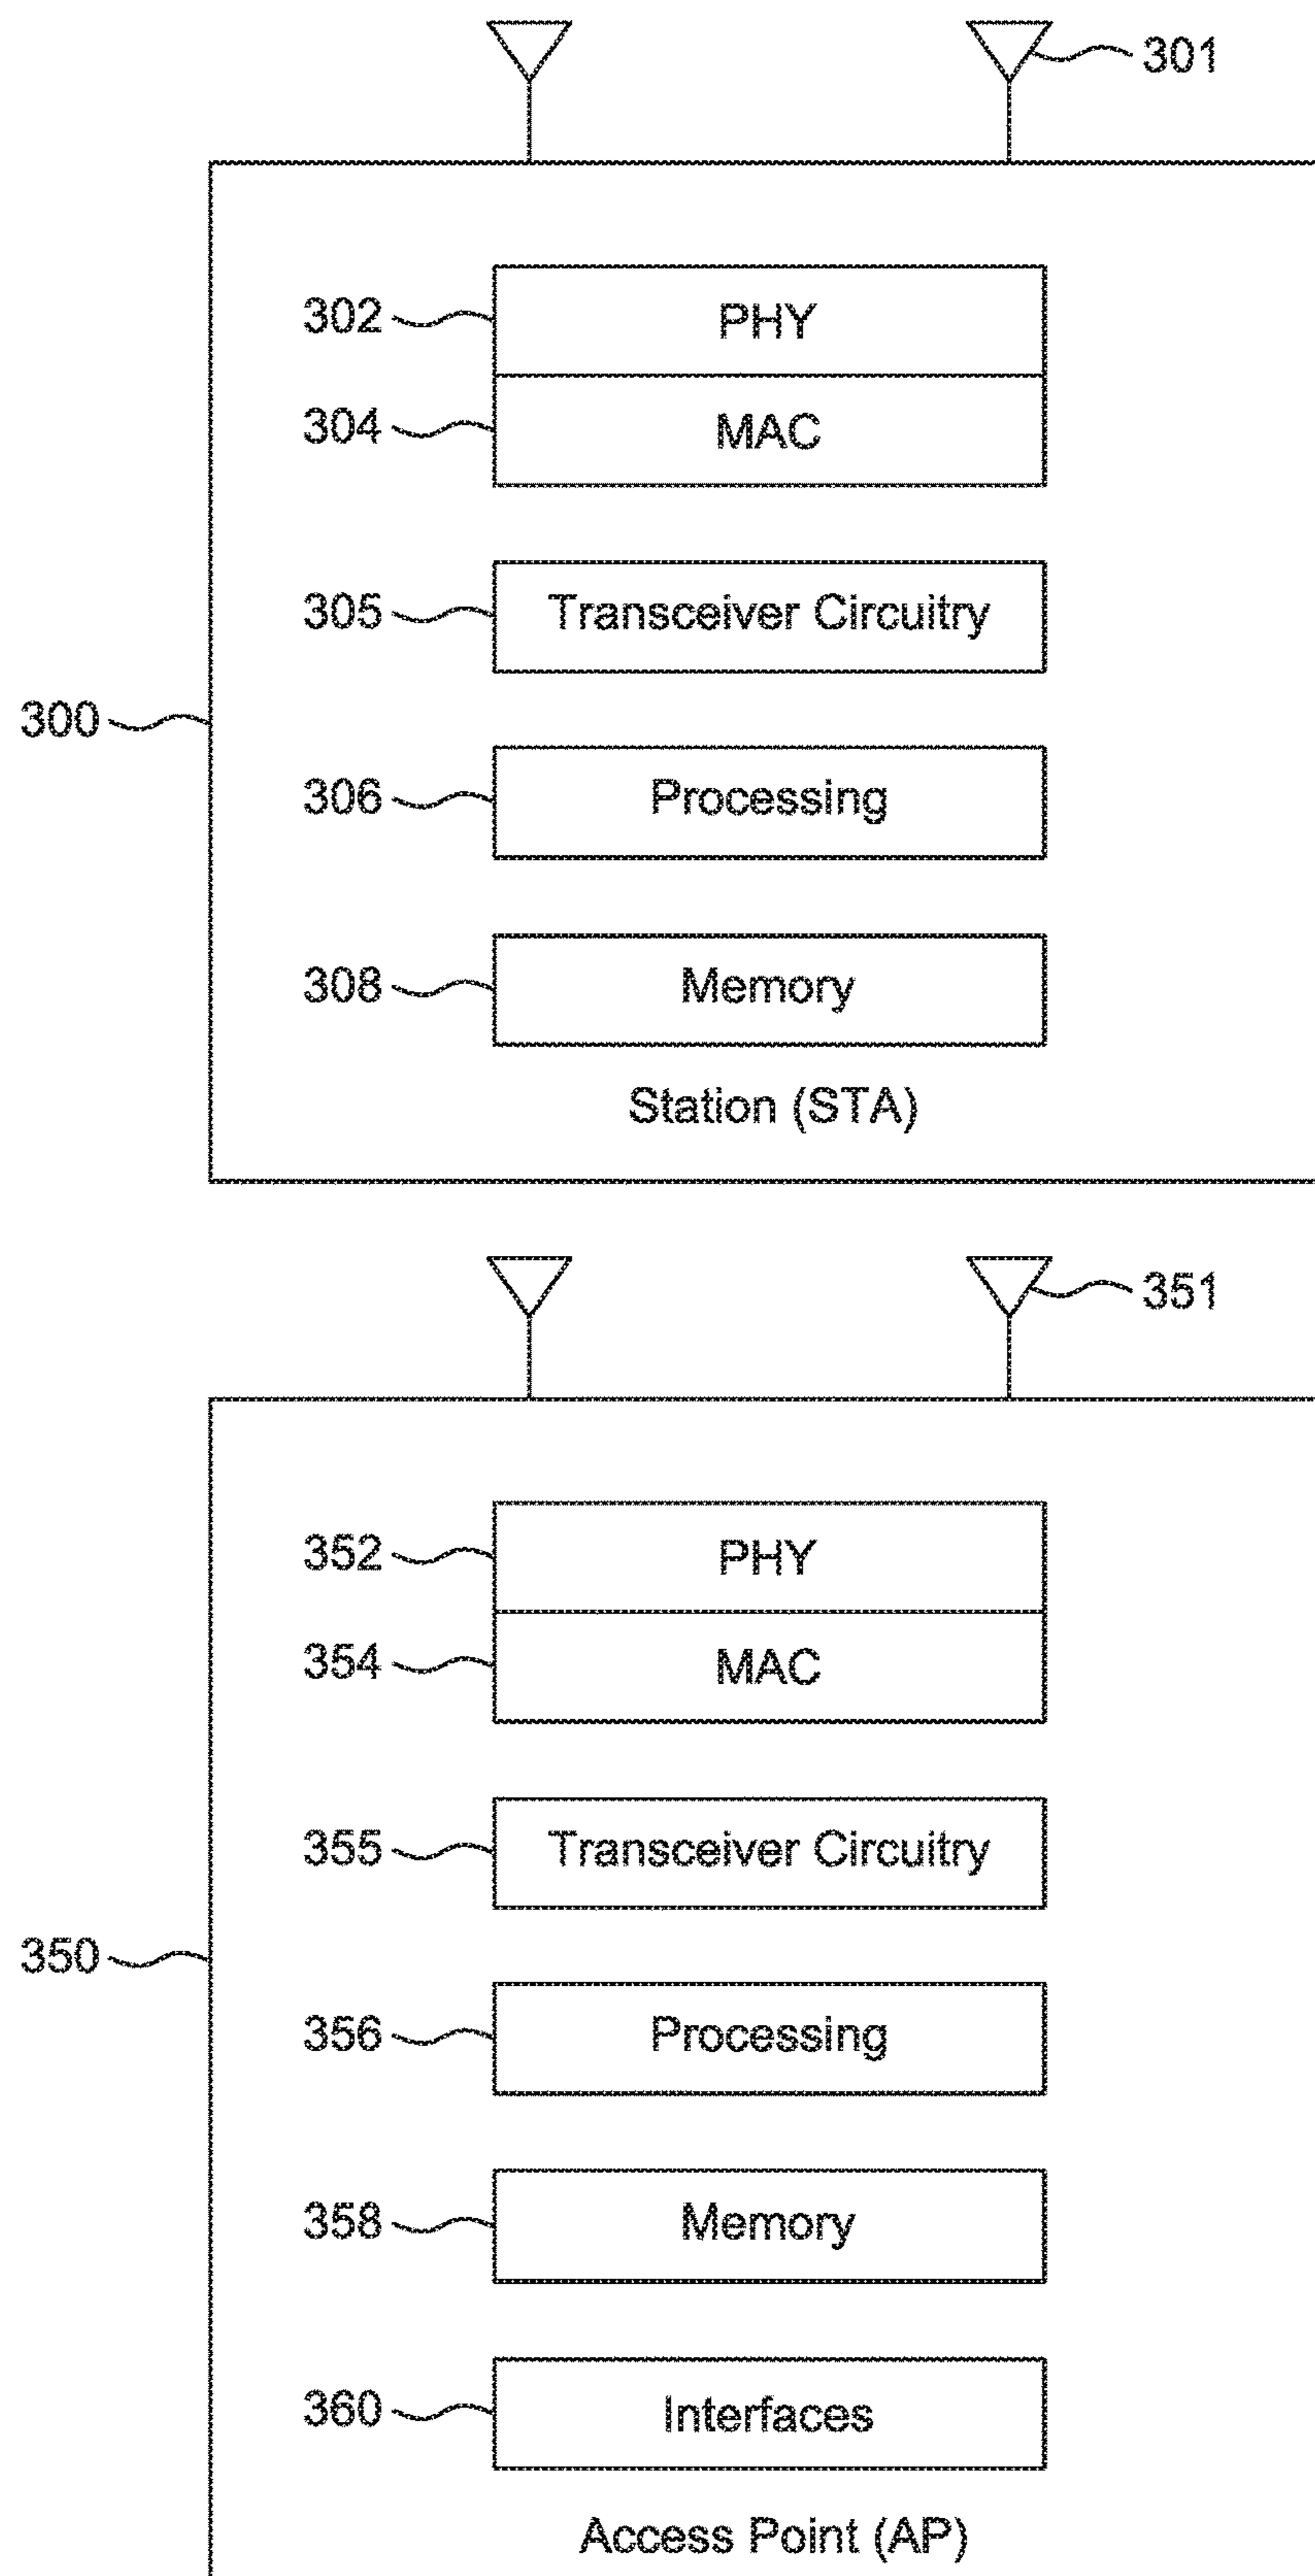 301
302 PHY
304 MAC
305 Transceiver Circuitry
300
306 Processing
308 Memory
Station (STA)
351
352 PHY
354 MAC
355 Transceiver Circuitry
350
356 Processing
358 Memory
360 Interfaces
Access Point (AP)